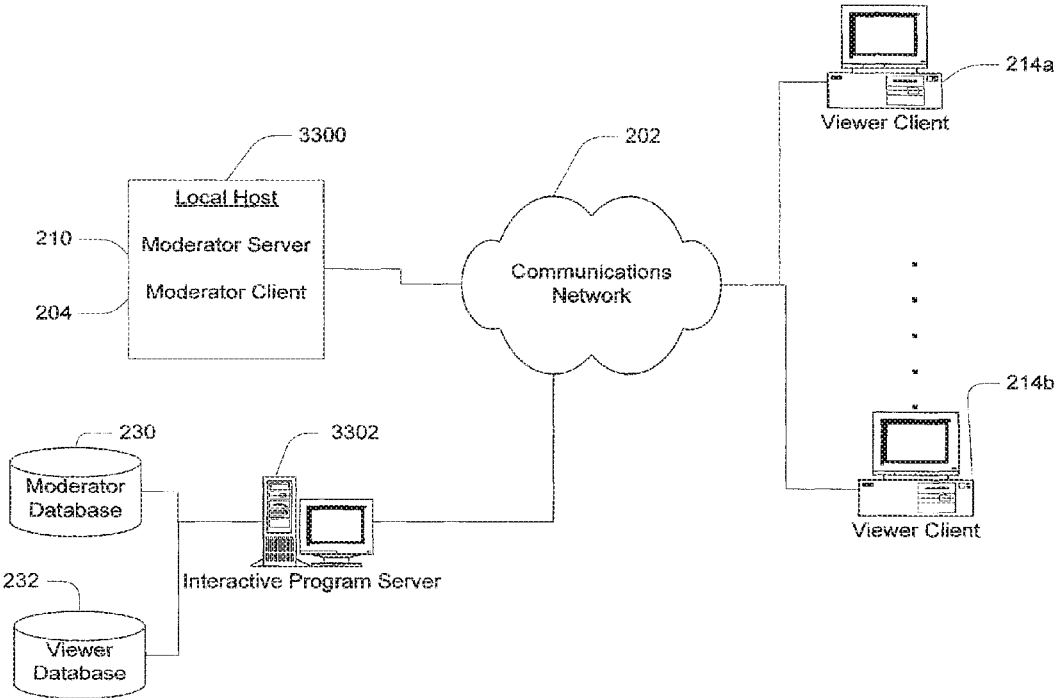 214a
Viewer Client
3300
202
Local Host
210
Moderator Server
204
Moderator Client
Communications
Network
214b
Viewer Client
230
3302
Moderator
Database
Interactive Program Server
232
Viewer
Database